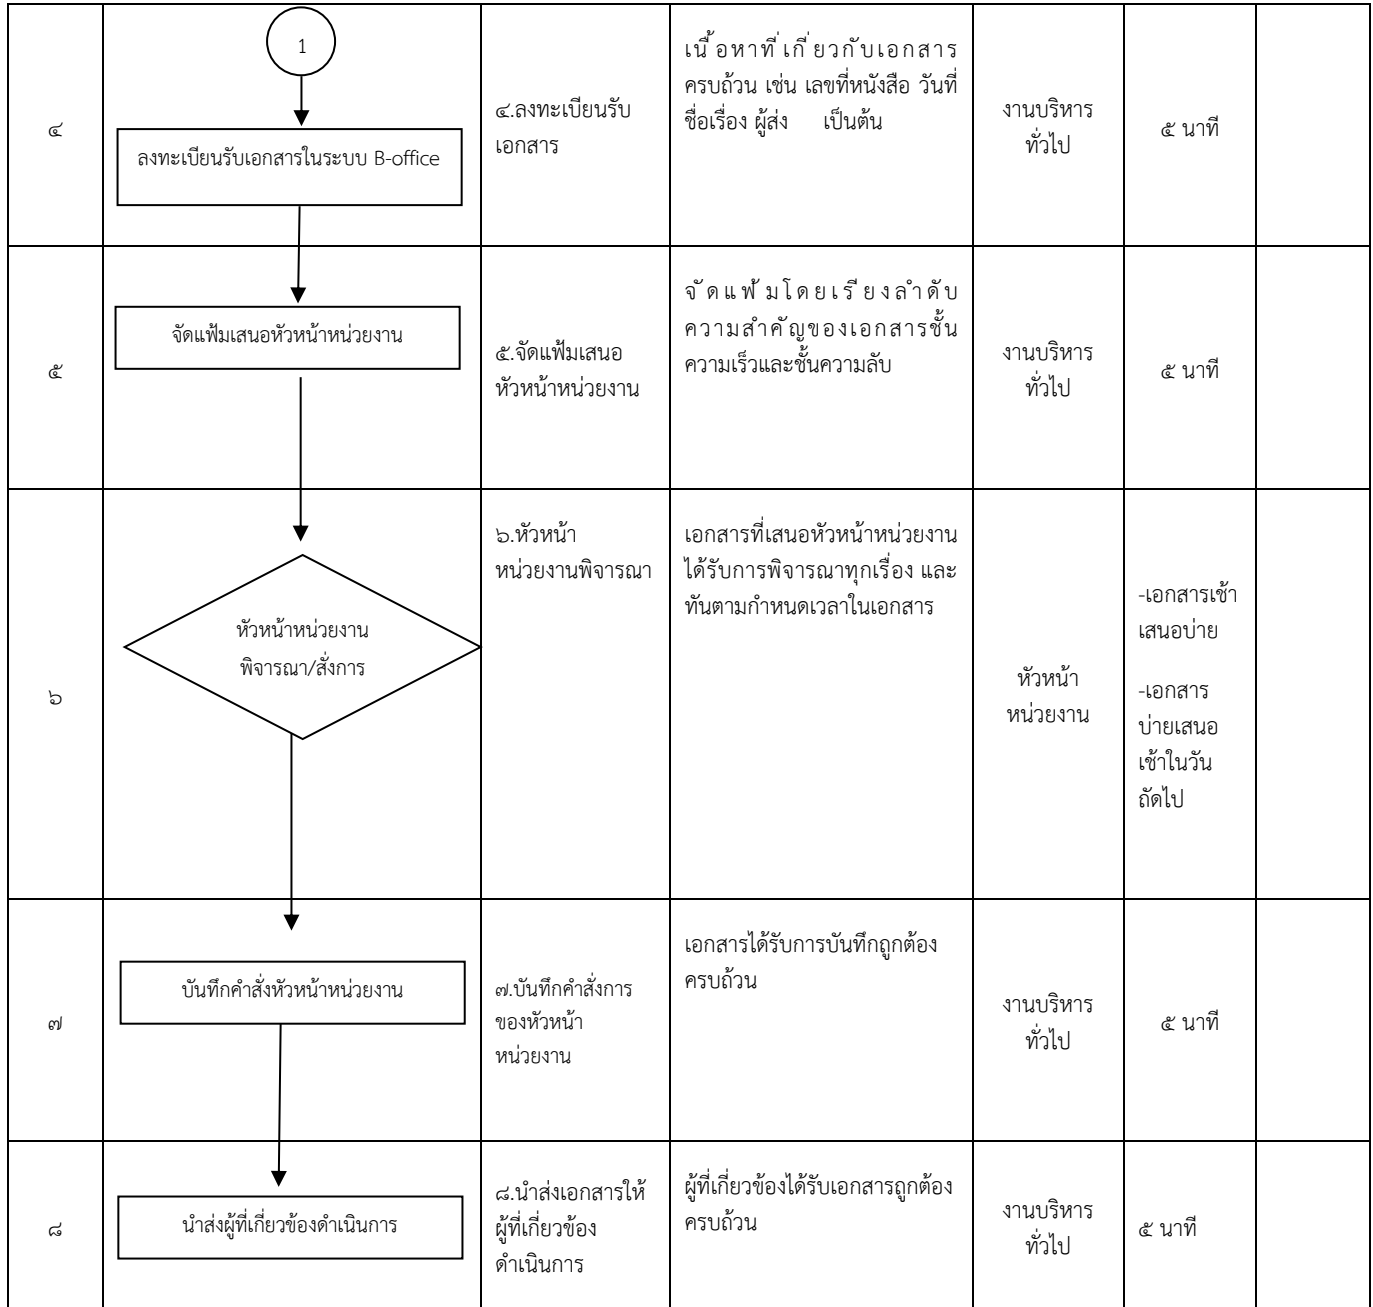 1
๔
ลงทะเบียนรับเอกสารในระบบ B-office
๔.ลงทะเบียนรับ
เอกสาร
เนื้อหาที่เกี่ยวกับเอกสาร
ครบถ้วน เช่น เลขที่หนังสือ วันที่
ชื่อเรื่อง ผู้ส่ง เป็นต้น
งานบริหาร
ทั่วไป
๕ นาที
๕
จัดแฟ้มเสนอหัวหน้าหน่วยงาน
๕.จัดแฟ้มเสนอ
หัวหน้าหน่วยงาน
จัดแฟ้มโดยเรียงลำดับ
ความสำคัญของเอกสารชั้น
ความเร็วและชั้นความลับ
งานบริหาร
ทั่วไป
๕ นาที
๖
หัวหน้าหน่วยงาน
พิจารณา/สั่งการ
๖.หัวหน้า
หน่วยงานพิจารณา
เอกสารที่เสนอหัวหน้าหน่วยงาน
ได้รับการพิจารณาทุกเรื่อง และ
ทันตามกำหนดเวลาในเอกสาร
หัวหน้า
หน่วยงาน
-เอกสารเช้า
เสนอบ่าย
-เอกสาร
บ่ายเสนอ
เช้าในวัน
ถัดไป
๗
บันทึกคำสั่งหัวหน้าหน่วยงาน
๗.บันทึกคำสั่งการ
ของหัวหน้า
หน่วยงาน
เอกสารได้รับการบันทึกถูกต้อง
ครบถ้วน
งานบริหาร
ทั่วไป
๕ นาที
๘
นำส่งผู้ที่เกี่ยวข้องดำเนินการ
๘.นำส่งเอกสารให้
ผู้ที่เกี่ยวข้อง
ดำเนินการ
ผู้ที่เกี่ยวข้องได้รับเอกสารถูกต้อง
ครบถ้วน
งานบริหาร
ทั่วไป
๕ นาที